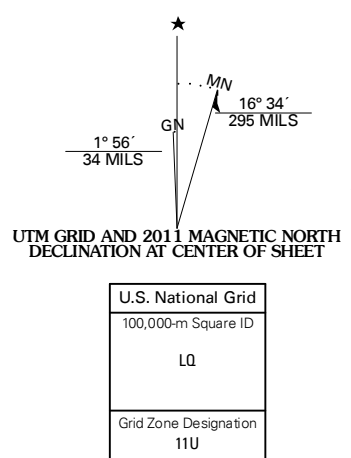 MN
GN
16° 34´
295 MILS
1° 56´
34 MILS
UTM GRID AND 2011 MAGNETIC NORTH
DECLINATION AT CENTER OF SHEET
U.S. National Grid
100,000-m Square ID
LQ
Grid Zone Designation
11U